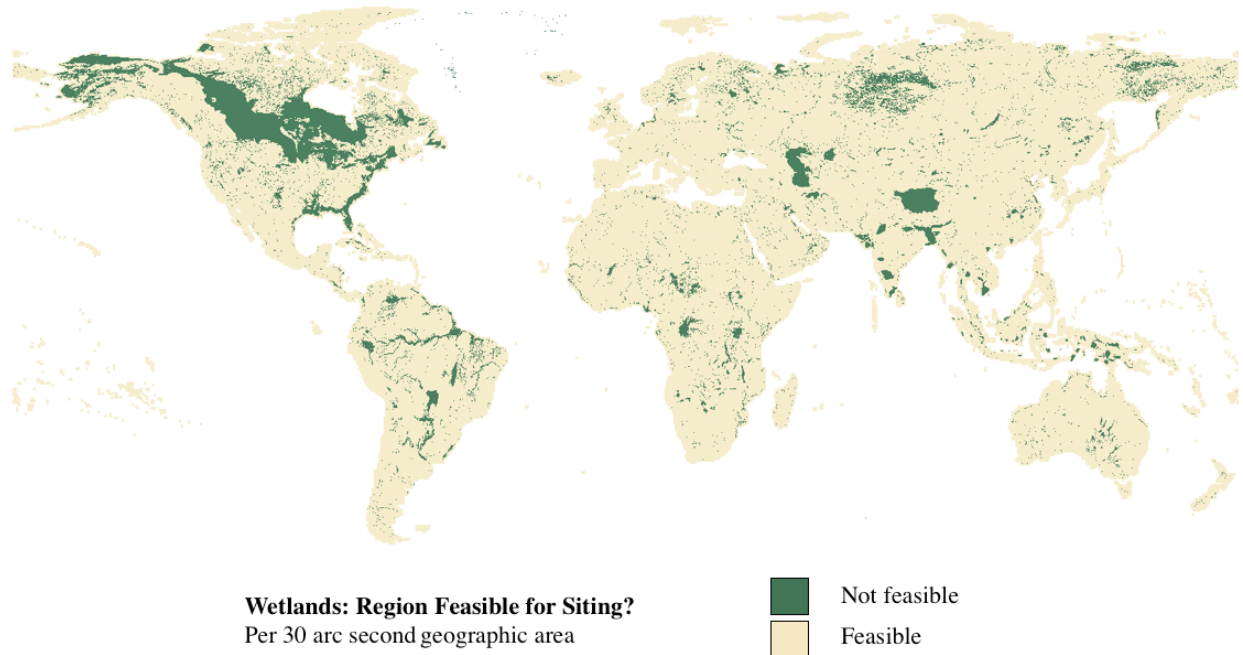 Wetlands: Region Feasible for Siting?
Per 30 arc second geographic area
Not feasible
Feasible